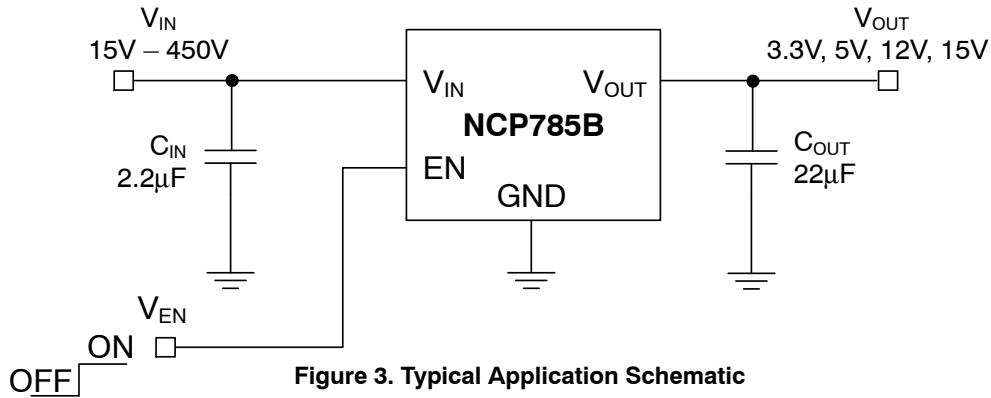 VIN
15V – 450V
VOUT
3.3V, 5V, 12V, 15V
VIN
VOUT
NCP785B
CIN
2.2μF
EN
COUT
22μF
GND
VEN
ON
OFF
Figure 3. Typical Application Schematic